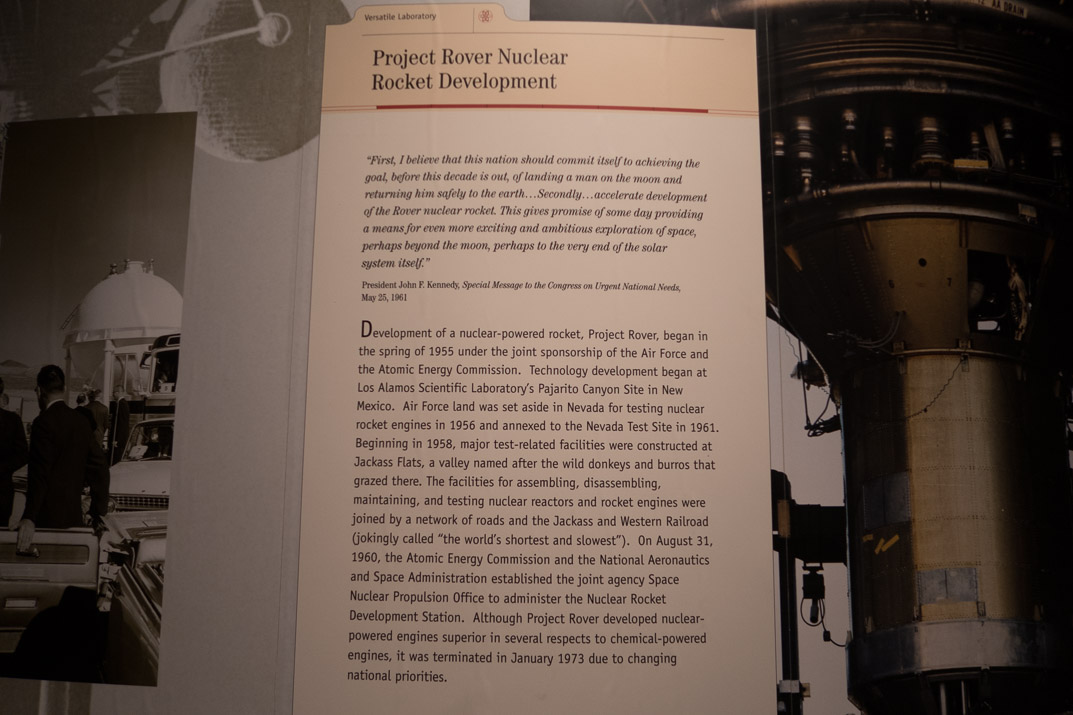 Versatile Laboratory
Project Rover Nuclear
Rocket Development
“First, I believe that this nation should commit itself to achieving the
goal, before this decade is out, of landing a man on the moon and
returning him safely to the earth…Secondly…accelerate development
of the Rover nuclear rocket. This gives promise of some day providing
a means for even more exciting and ambitious exploration of space,
perhaps beyond the moon, perhaps to the very end of the solar
system itself.”
President John F. Kennedy, Special Message to the Congress on Urgent National Needs,
May 25, 1961
Development of a nuclear-powered rocket, Project Rover, began in
the spring of 1955 under the joint sponsorship of the Air Force and
the Atomic Energy Commission.  Technology development began at
Los Alamos Scientific Laboratory’s Pajarito Canyon Site in New
Mexico.  Air Force land was set aside in Nevada for testing nuclear
rocket engines in 1956 and annexed to the Nevada Test Site in 1961.
Beginning in 1958, major test-related facilities were constructed at
Jackass Flats, a valley named after the wild donkeys and burros that
grazed there. The facilities for assembling, disassembling,
maintaining, and testing nuclear reactors and rocket engines were
joined by a network of roads and the Jackass and Western Railroad
(jokingly called “the world’s shortest and slowest”).  On August 31,
1960, the Atomic Energy Commission and the National Aeronautics
and Space Administration established the joint agency Space
Nuclear Propulsion Office to administer the Nuclear Rocket
Development Station.  Although Project Rover developed nuclear-
powered engines superior in several respects to chemical-powered
engines, it was terminated in January 1973 due to changing
national priorities.
AA DRAIN